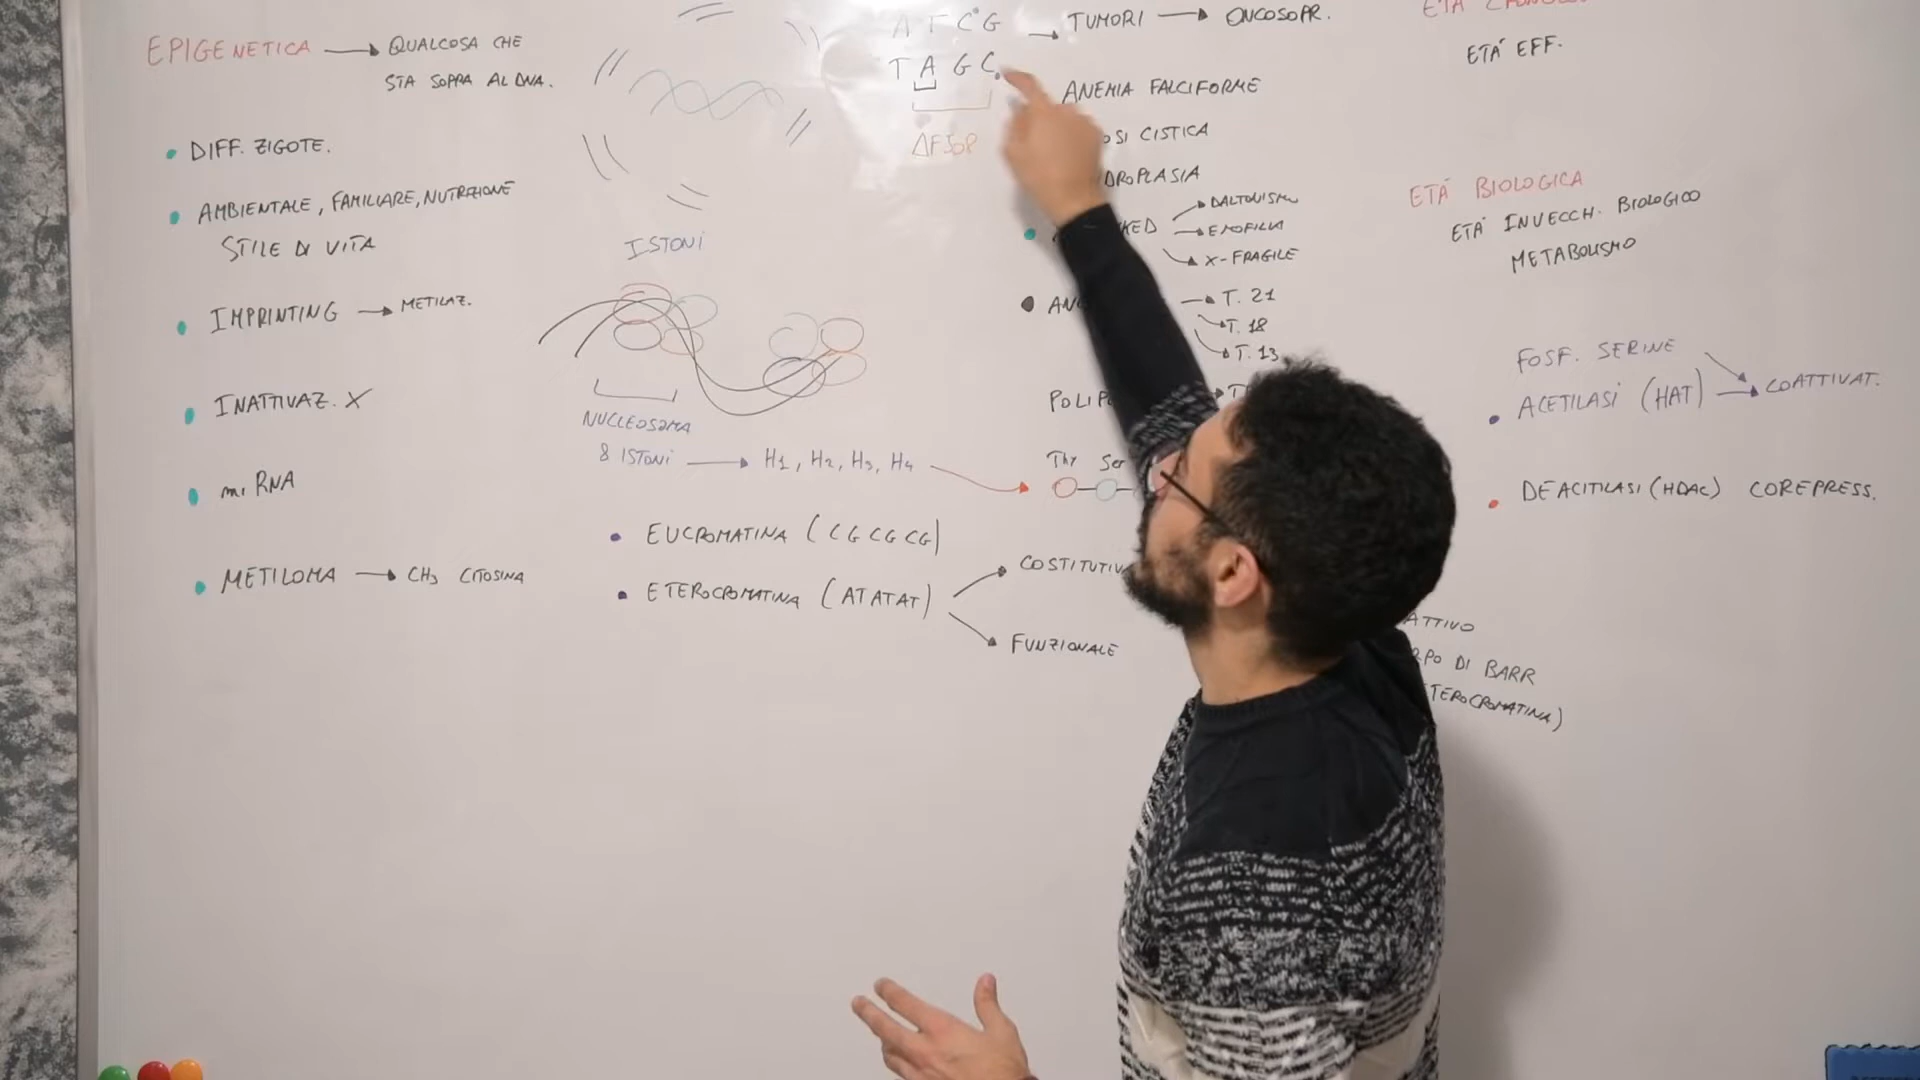 EPIGENETICA → QUALCOSA CHE
STA SOPRA AL DNA.
• DIFF. ZIGOTE.
• AMBIENTALE, FAMILIARE, NUTRIZIONE
STILE DI VITA
• IMPRINTING → METILAZ.
• INATTIVAZ. X
• miRNA
• METILOMA → CH3 CITOSINA
A T C G
T A G C
ΔF508
ISTONI
NUCLEOSOMA
8 ISTONI → H1, H2, H3, H4
• EUCROMATINA (CGCGCG)
• ETEROCROMATINA (ATATAT)
COSTITUTIV
FUNZIONALE
→ TUMORI → ONCOSOPR.
ANEMIA FALCIFORME
OSI CISTICA
DROPLASIA
KED
→ DALTONISMO
→ EMOFILIA
→ X-FRAGILE
• AN
→ T. 21
→ T. 18
→ T. 13
POLIP
Thr Ser
ETÀ
ETÀ EFF.
ETÀ BIOLOGICA
ETÀ INVECCH. BIOLOGICO
METABOLISMO
FOSF. SERINE
• ACETILASI (HAT) → COATTIVAT.
• DEACITILASI (HDAC) COREPRESS.
ATTIVO
RPO DI BARR
TEROCROMATINA)